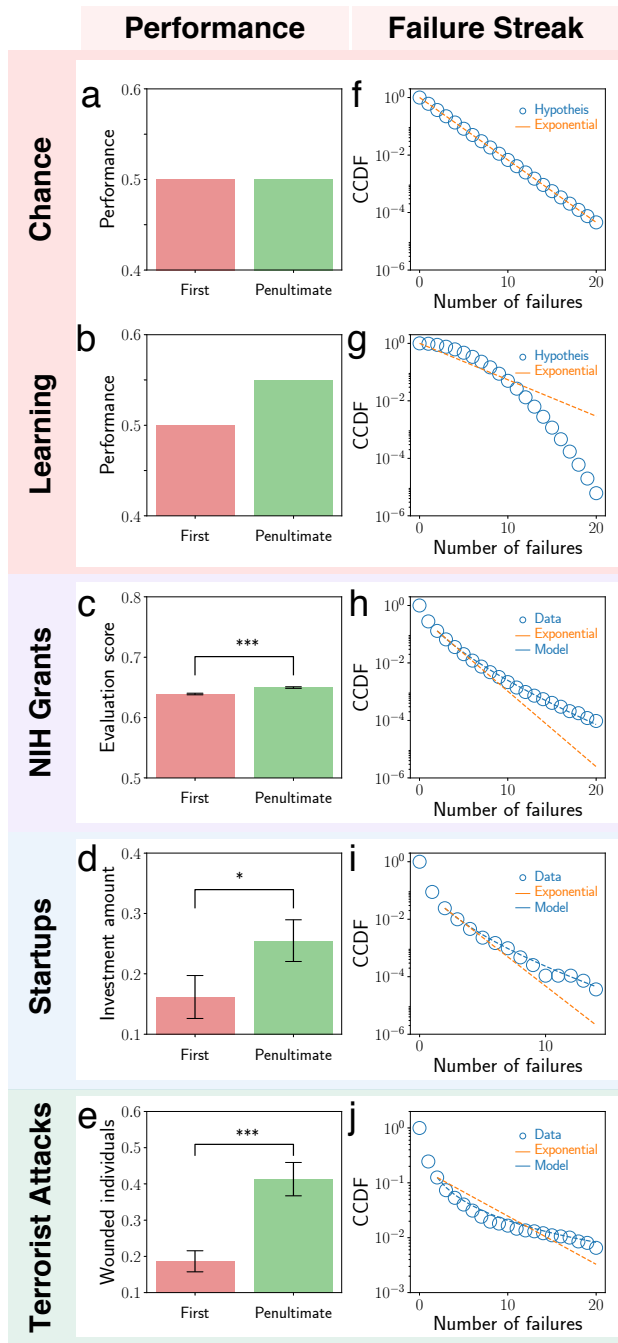 Performance
Failure Streak
Chance
a
0.6
0.5
0.4
Performance
First
Penultimate
f
10^0
10^-2
10^-4
10^-6
CCDF
Hypotheis
Exponential
0
10
20
Number of failures
Learning
b
0.6
0.5
0.4
Performance
First
Penultimate
g
10^0
10^-2
10^-4
10^-6
CCDF
Hypotheis
Exponential
0
10
20
Number of failures
NIH Grants
c
0.8
0.7
0.6
0.5
Evaluation score
***
First
Penultimate
h
10^0
10^-2
10^-4
10^-6
CCDF
Data
Exponential
Model
0
10
20
Number of failures
Startups
d
0.4
0.3
0.2
0.1
Investment amount
*
First
Penultimate
i
10^0
10^-2
10^-4
10^-6
CCDF
Data
Exponential
Model
0
10
Number of failures
Terrorist Attacks
e
0.6
0.5
0.4
0.3
0.2
0.1
Wounded individuals
***
First
Penultimate
j
10^0
10^-1
10^-2
10^-3
CCDF
Data
Exponential
Model
0
10
20
Number of failures